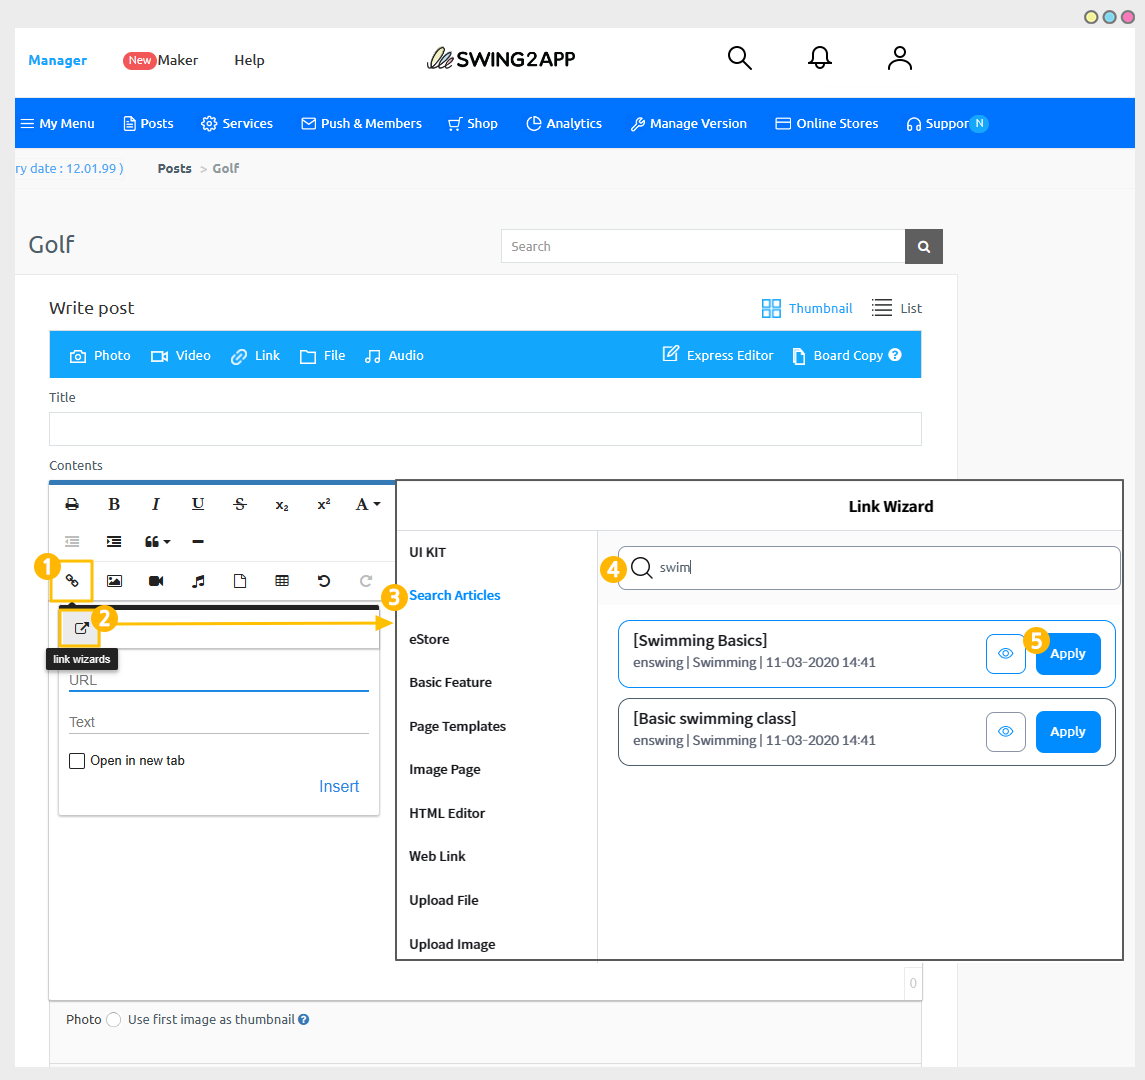 Manager New Maker Help SWING2APP
My Menu Posts Services Push & Members Shop Analytics Manage Version Online Stores Suppor N
ry date : 12.01.99 ) Posts > Golf
Golf
Search
Write post Thumbnail List
Photo Video Link File Audio Express Editor Board Copy ?
Title
Contents
B I U S x₂ x² A
1
2
link wizards
URL
Text
Open in new tab
Insert
Link Wizard
UI KIT
3 Search Articles
eStore
Basic Feature
Page Templates
Image Page
HTML Editor
Web Link
Upload File
Upload Image
4 swim
[Swimming Basics]
enswing | Swimming | 11-03-2020 14:41
5 Apply
[Basic swimming class]
enswing | Swimming | 11-03-2020 14:41
Apply
0
Photo Use first image as thumbnail ?